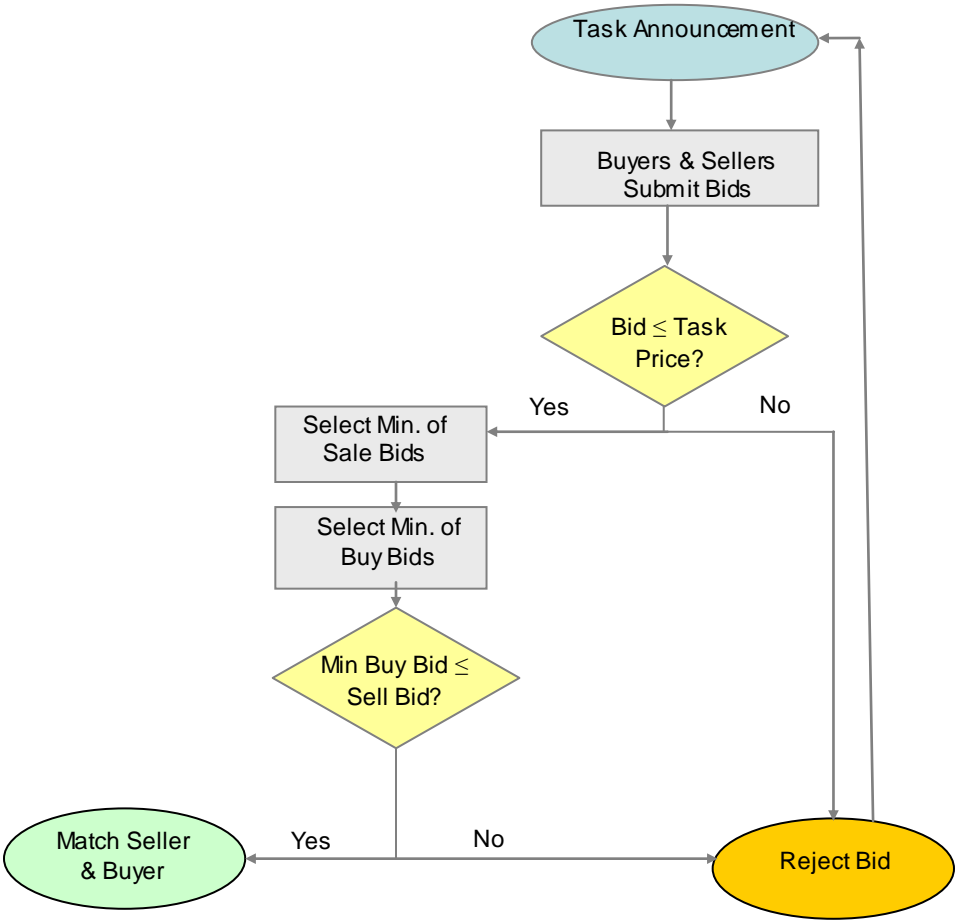 Task Announcement
Buyers & Sellers
Submit Bids
Bid ≤ Task
Price?
Yes
No
Select Min. of
Sale Bids
Select Min. of
Buy Bids
Min Buy Bid ≤
Sell Bid?
Match Seller
& Buyer
Yes
No
Reject Bid